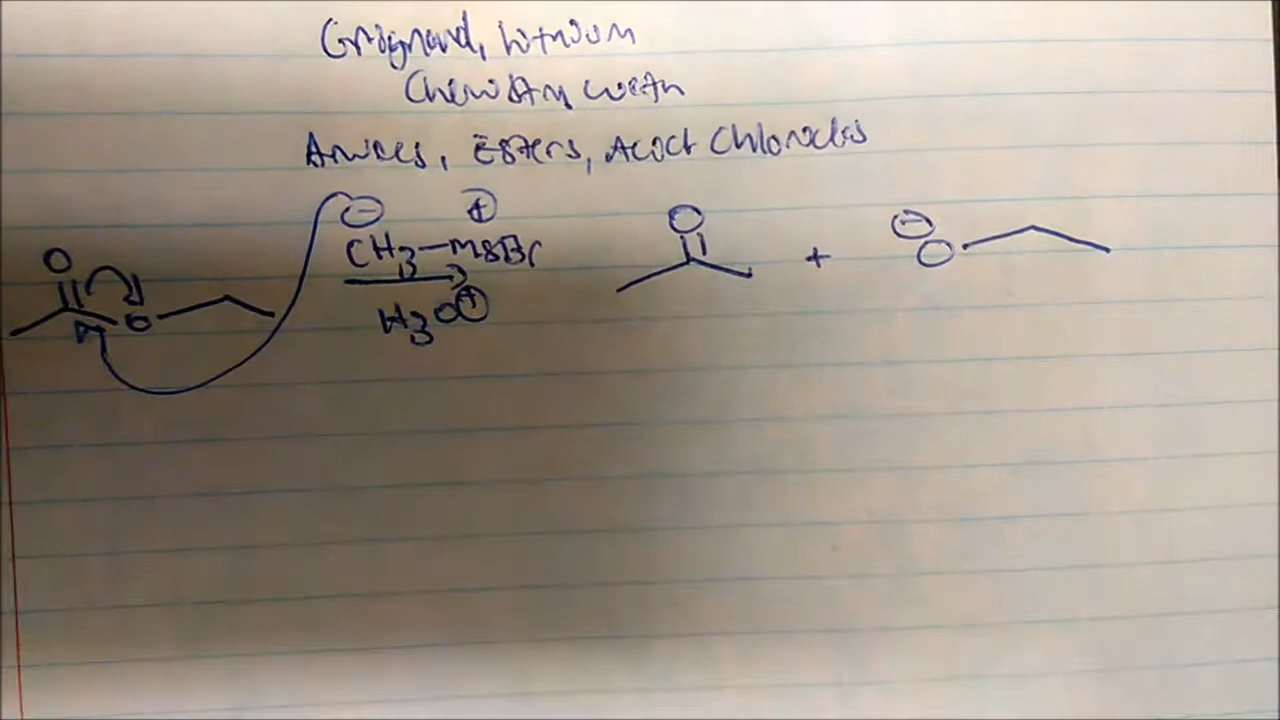 Grignard, Lithium
Chemistry with
Amides, Esters, Acid Chlorides
⊖ ⊕
CH3-MgBr
H3O⊕
O O
O + ⊖O